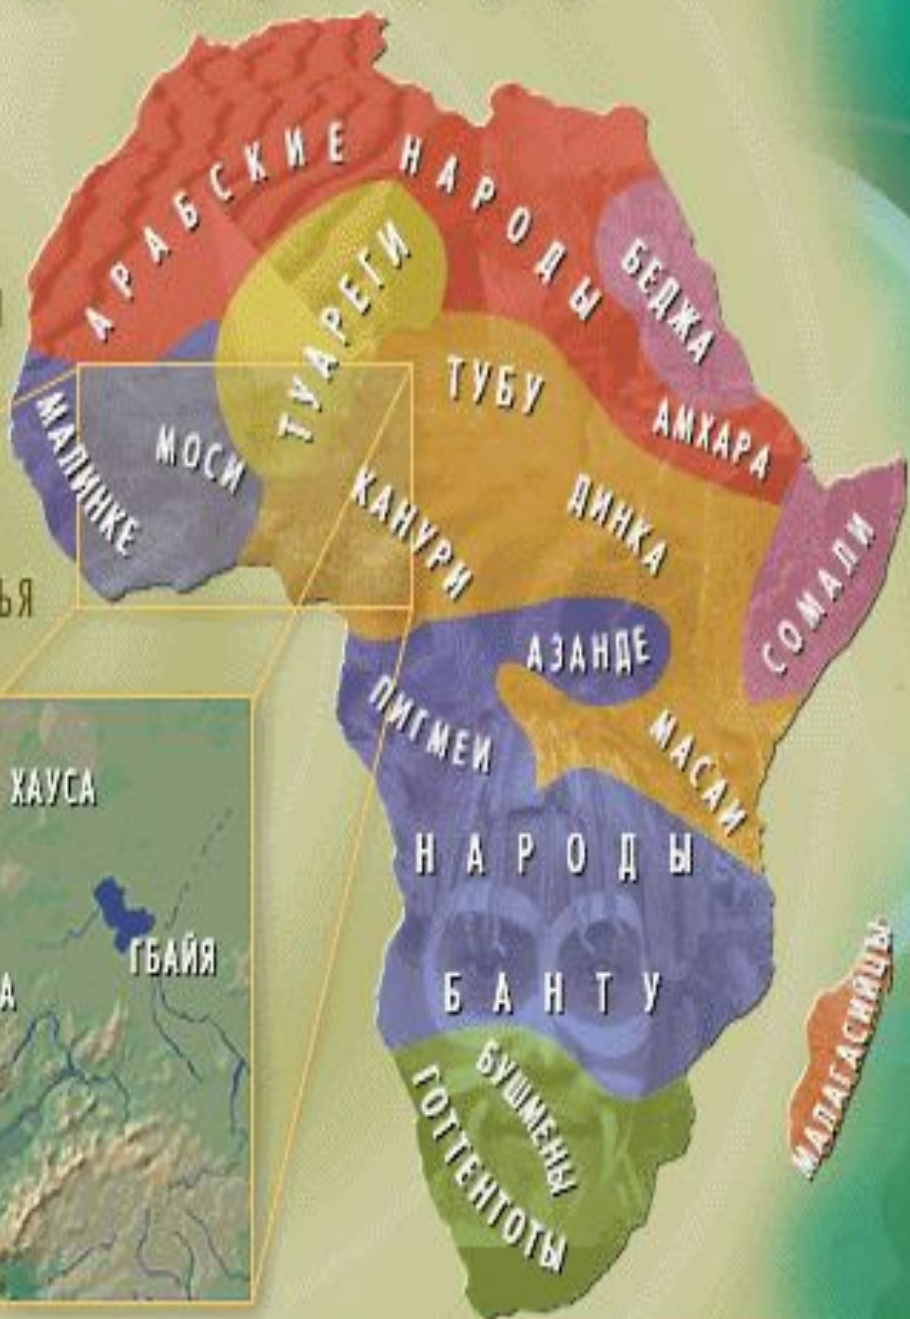 АРАБСКИЕ НАРОДЫ
ТУАРЕГИ
БЕДЖА
ТУБУ
АМХАРА
МАЛИНКЕ
МОСИ
КАНУРИ
ДИНКА
СОМАЛИ
ЬЯ
АЗАНДЕ
ПИГМЕИ
МАСАИ
ХАУСА
НАРОДЫ
БАНТУ
ГБАЙЯ
А
МАЛАГАСИЙЦЫ
БУШМЕНЫ
ГОТТЕНТОТЫ